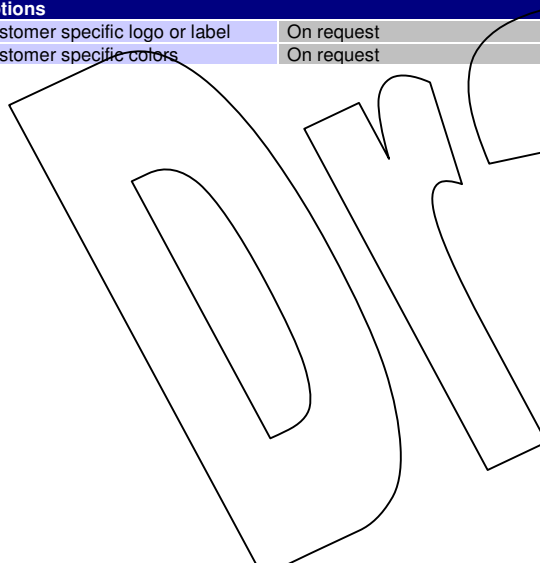 tions
stomer specific logo or label On request
stomer specific colors On request
Dr